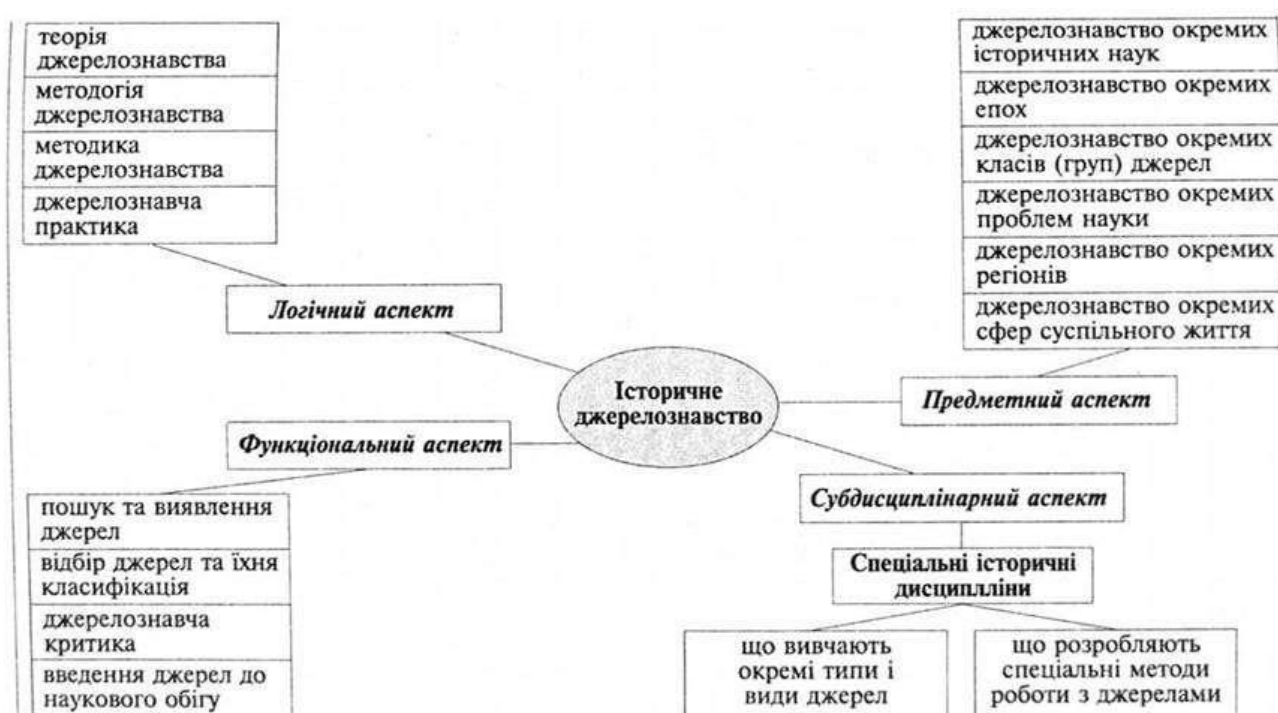 теорія
джерелознавства
методогія
джерелознавства
методика
джерелознавства
джерелознавча
практика
Логічний аспект
джерелознавство окремих
історичних наук
джерелознавство окремих
епох
джерелознавство окремих
класів (груп) джерел
джерелознавство окремих
проблем науки
джерелознавство окремих
регіонів
джерелознавство окремих
сфер суспільного життя
Предметний аспект
Історичне
джерелознавство
Функціональний аспект
пошук та виявлення
джерел
відбір джерел та їхня
класифікація
джерелознавча
критика
введення джерел до
наукового обігу
Субдисциплінарний аспект
Спеціальні історичні
дисциплліни
що вивчають
окремі типи і
види джерел
що розробляють
спеціальні методи
роботи з джерелами